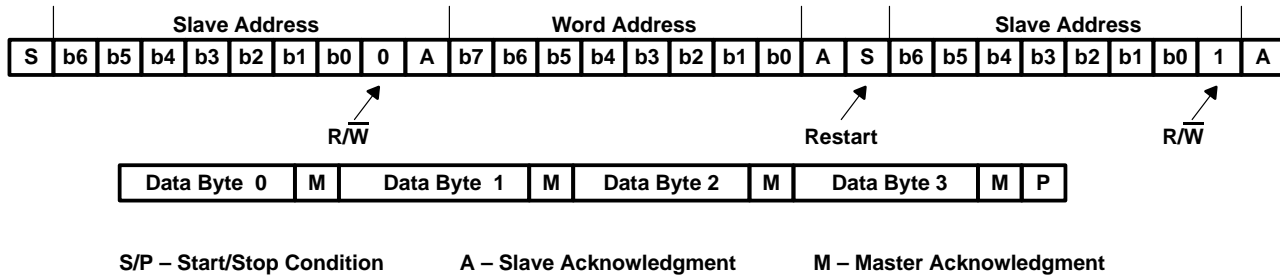 Slave Address Word Address Slave Address
S b6 b5 b4 b3 b2 b1 b0 0 A b7 b6 b5 b4 b3 b2 b1 b0 A S b6 b5 b4 b3 b2 b1 b0 1 A
R/W̅ Restart R/W̅
Data Byte 0 M Data Byte 1 M Data Byte 2 M Data Byte 3 M P
S/P – Start/Stop Condition A – Slave Acknowledgment M – Master Acknowledgment